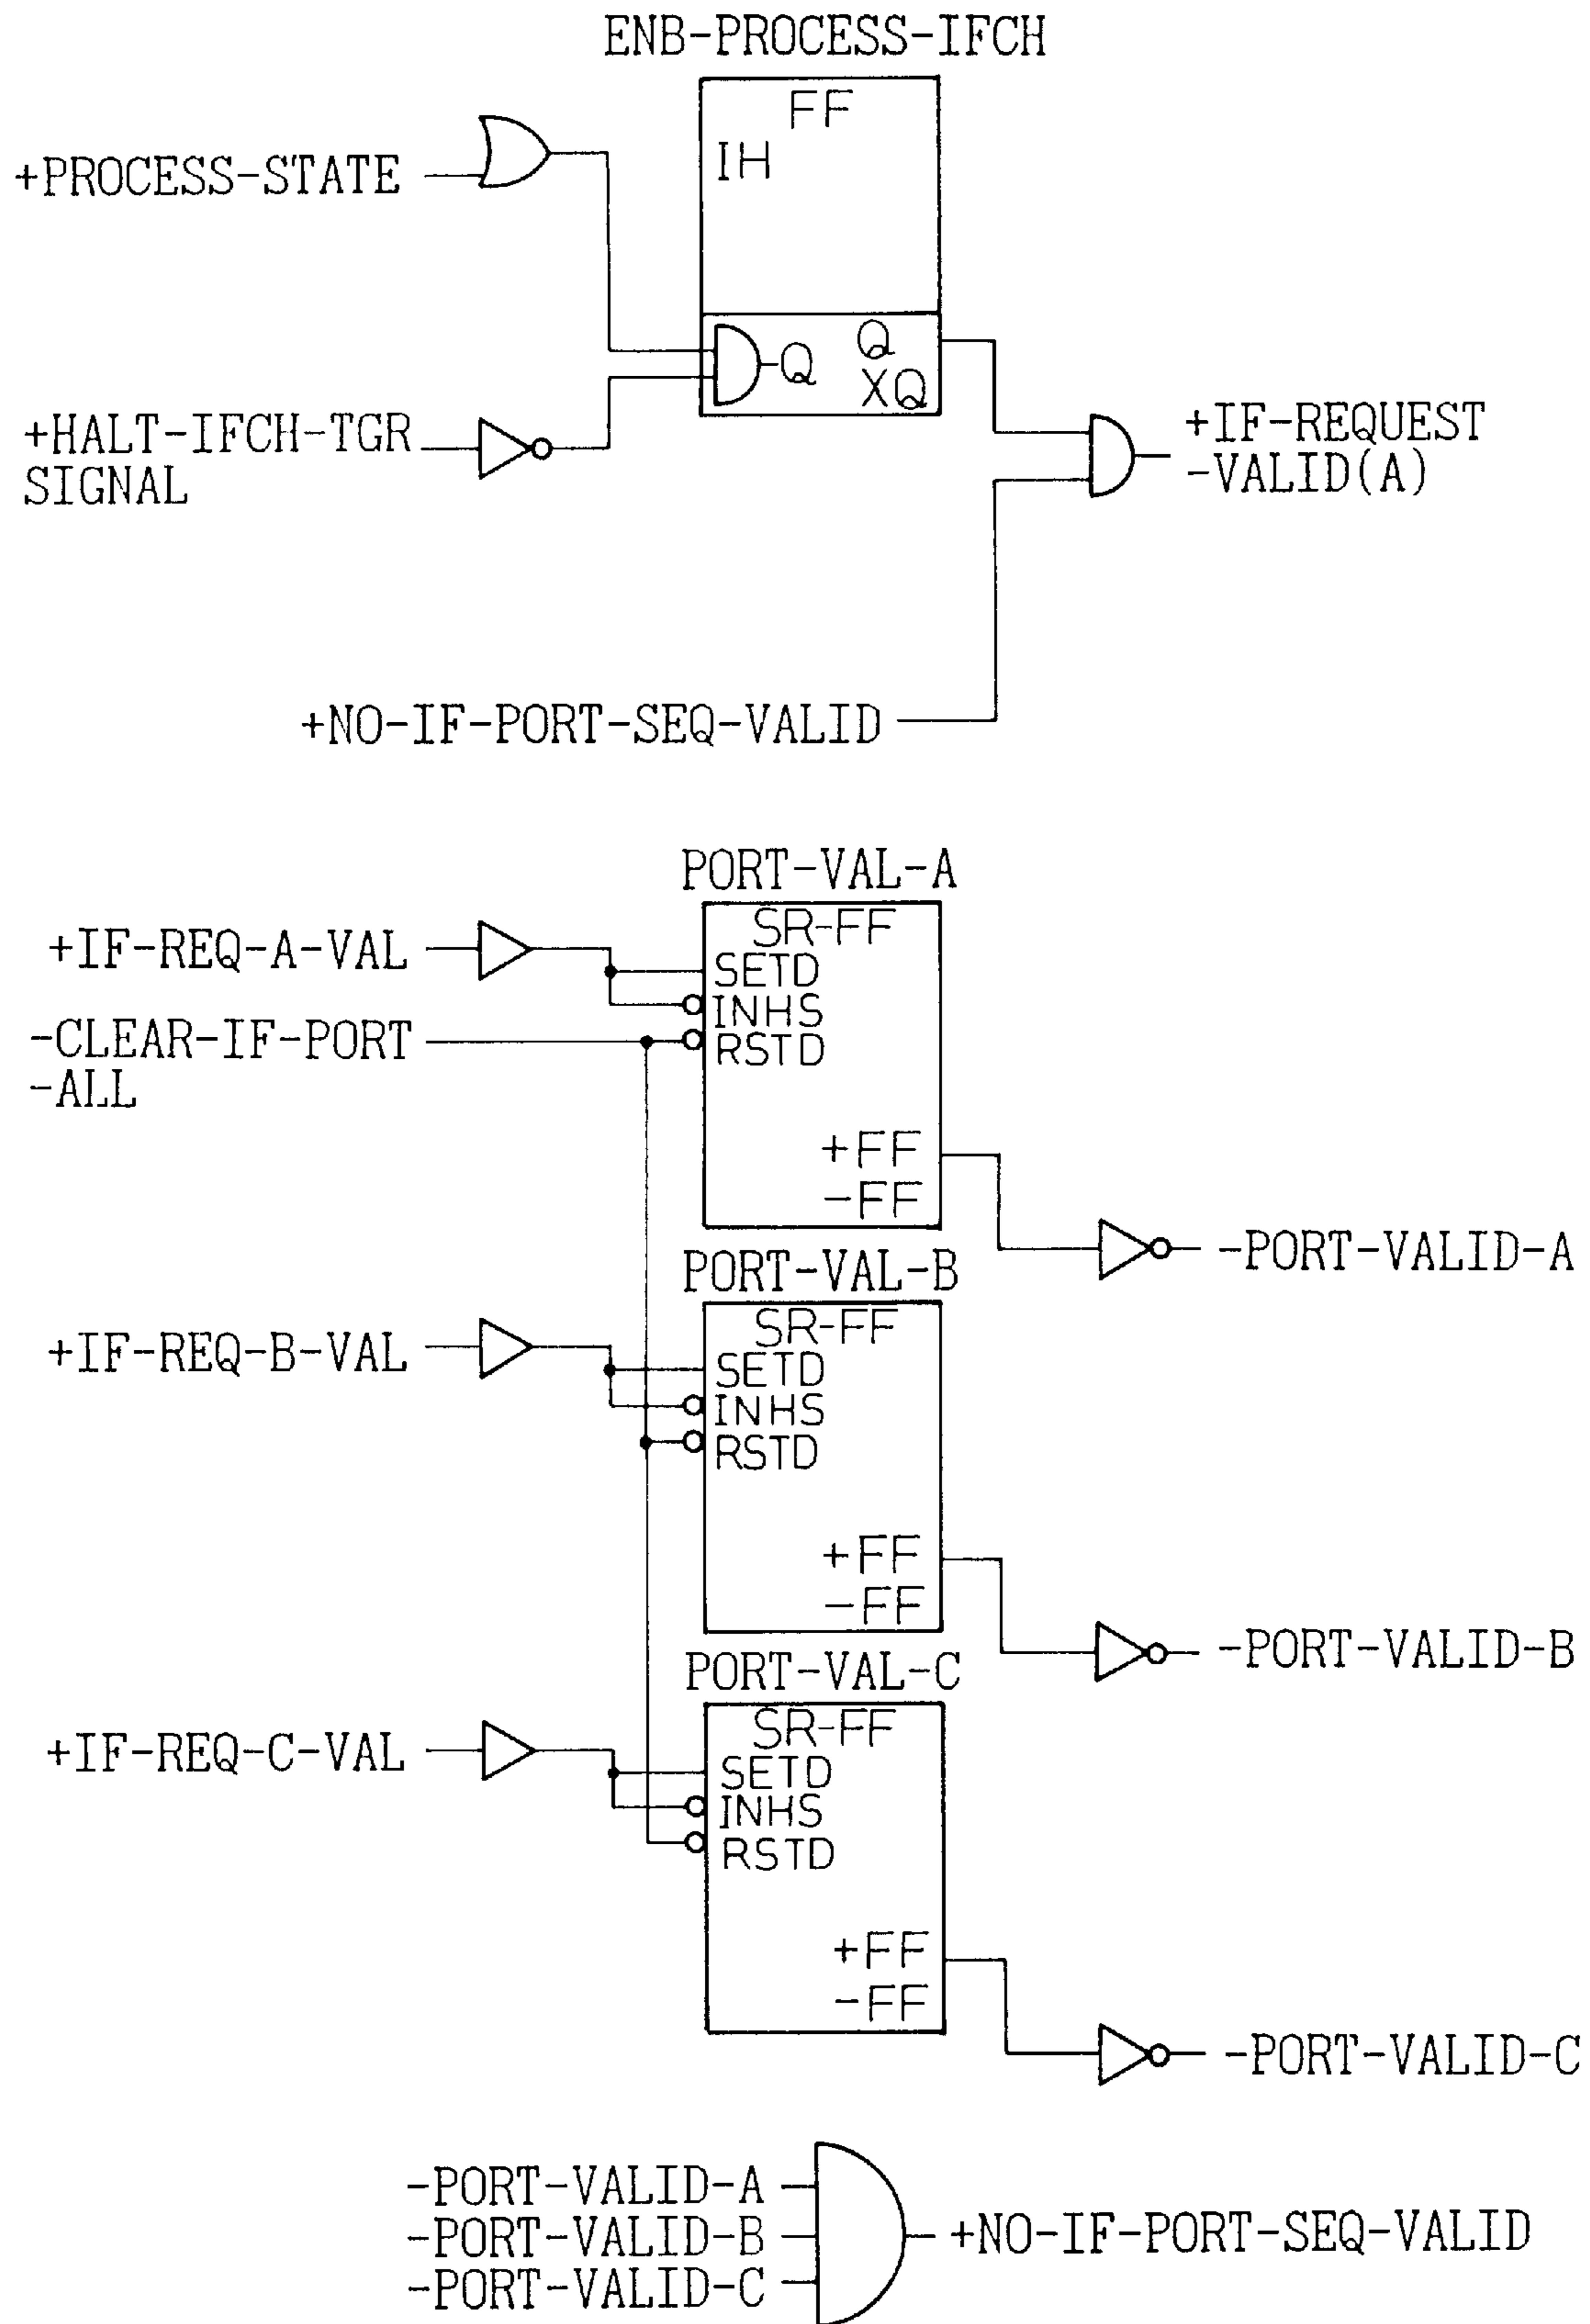 ENB-PROCESS-IFCH
FF
IH
+PROCESS-STATE
Q
Q
XQ
+HALT-IFCH-TGR
SIGNAL
+IF-REQUEST
-VALID(A)
+NO-IF-PORT-SEQ-VALID
PORT-VAL-A
SR-FF
+IF-REQ-A-VAL
SETD
INHS
-CLEAR-IF-PORT
-ALL
RSTD
+FF
-FF
-PORT-VALID-A
PORT-VAL-B
SR-FF
+IF-REQ-B-VAL
SETD
INHS
RSTD
+FF
-FF
-PORT-VALID-B
PORT-VAL-C
SR-FF
+IF-REQ-C-VAL
SETD
INHS
RSTD
+FF
-FF
-PORT-VALID-C
-PORT-VALID-A
-PORT-VALID-B
-PORT-VALID-C
+NO-IF-PORT-SEQ-VALID